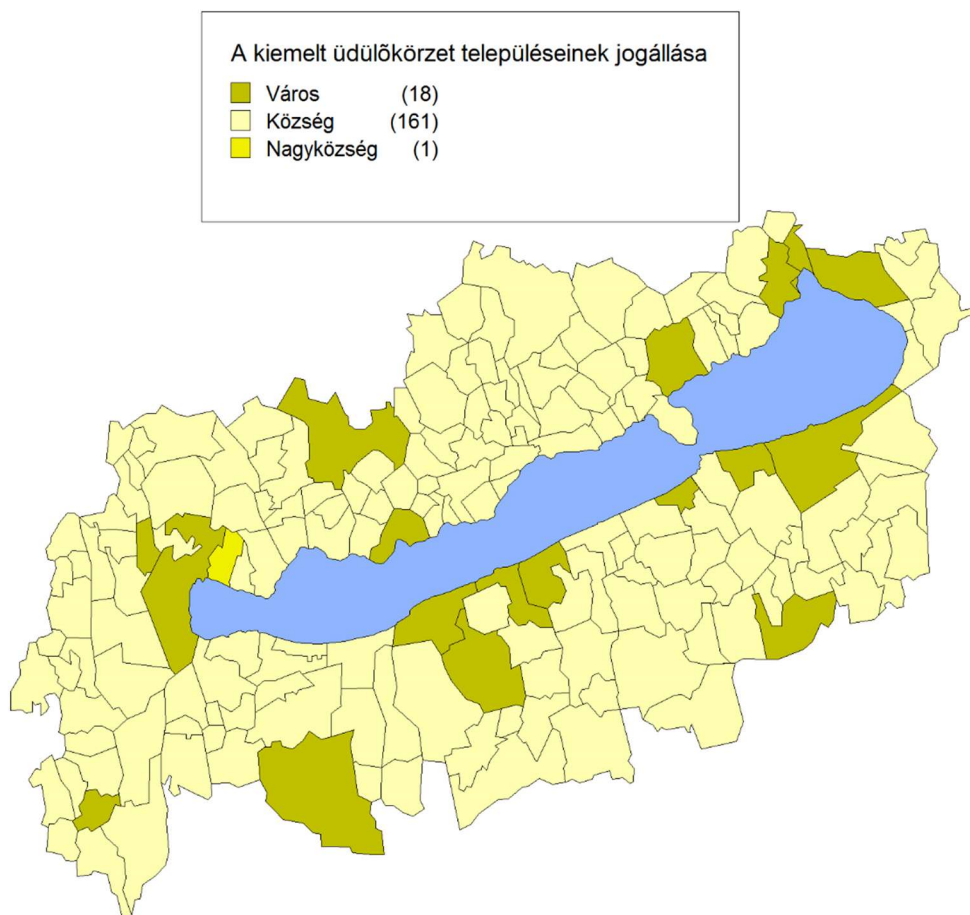 A kiemelt üdülõkörzet településeinek jogállása
Város (18)
Község (161)
Nagyközség (1)